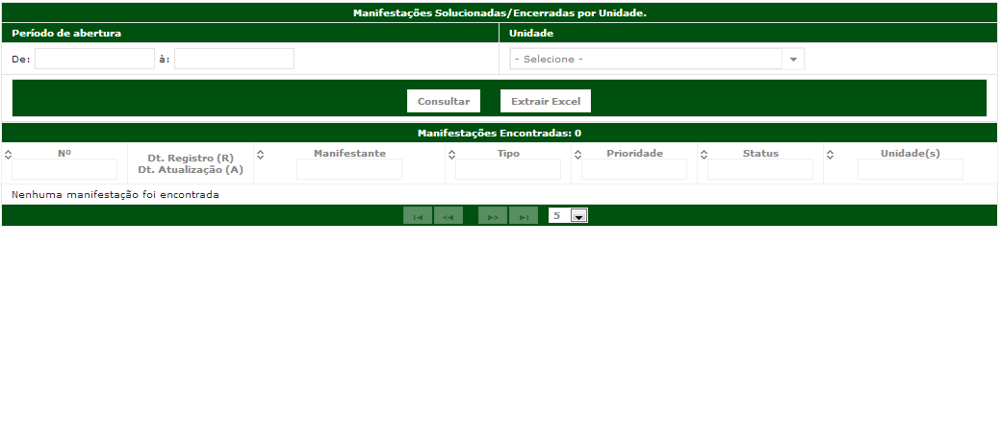 Manifestações Solucionadas/Encerradas por Unidade.
Período de abertura Unidade
De: à: - Selecione -
Consultar Extrair Excel
Manifestações Encontradas: 0
Nº Dt. Registro (R) Manifestante Tipo Prioridade Status Unidade(s)
Dt. Atualização (A)
Nenhuma manifestação foi encontrada
5